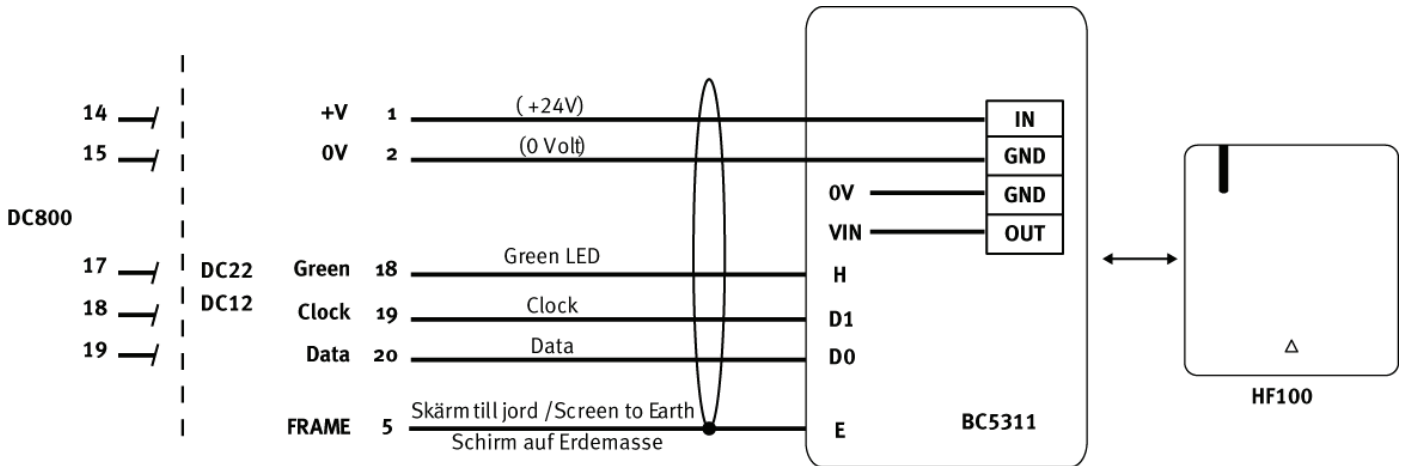 14 +V 1 ( +24V) IN
15 0V 2 (0 Volt) GND
0V GND
DC800
VIN OUT
17 DC22 Green 18 Green LED H
18 DC12 Clock 19 Clock D1
19 Data 20 Data D0
HF100
FRAME 5 Skärm till jord /Screen to Earth E BC5311
Schirm auf Erdemasse